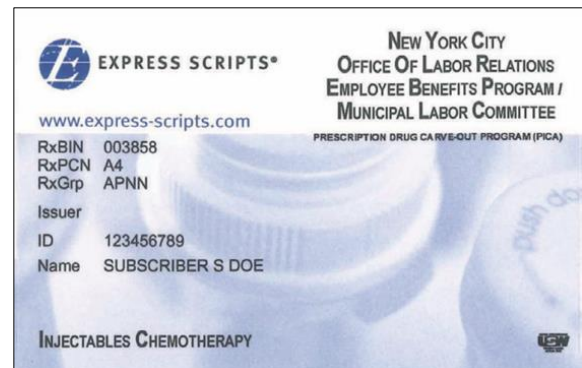 EXPRESS SCRIPTS®
NEW YORK CITY
OFFICE OF LABOR RELATIONS
EMPLOYEE BENEFITS PROGRAM /
MUNICIPAL LABOR COMMITTEE
PRESCRIPTION DRUG CARVE-OUT PROGRAM (PICA)
www.express-scripts.com
RxBIN 003858
RxPCN A4
RxGrp APNN
Issuer
ID 123456789
Name SUBSCRIBER S DOE
push do
INJECTABLES CHEMOTHERAPY